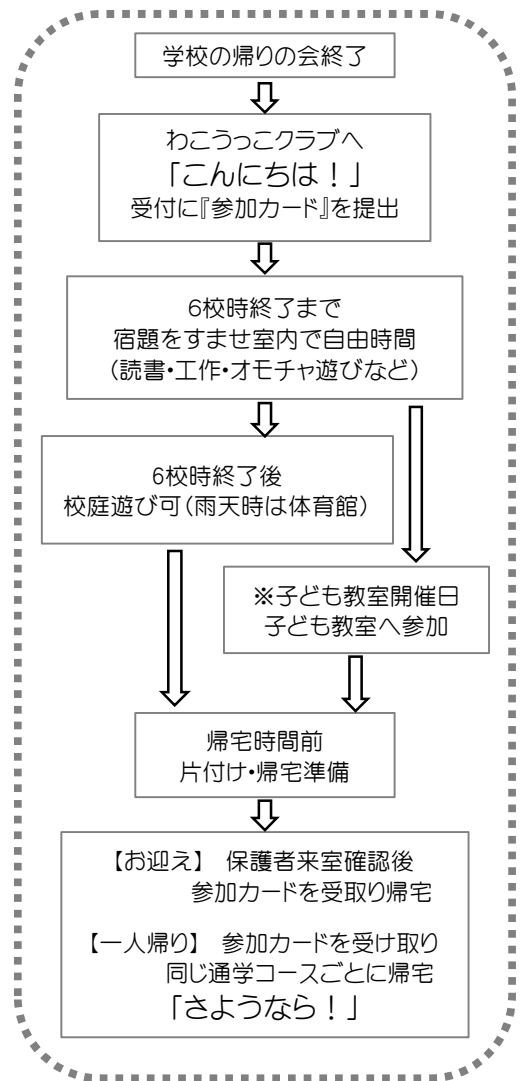 学校の帰りの会終了
わこうっこクラブへ
「こんにちは！」
受付に『参加カード』を提出
6校時終了まで
宿題をすませ室内で自由時間
（読書・工作・オモチャ遊びなど）
6校時終了後
校庭遊び可（雨天時は体育館）
※子ども教室開催日
子ども教室へ参加
帰宅時間前
片付け・帰宅準備
【お迎え】 保護者来室確認後
参加カードを受取り帰宅
【一人帰り】 参加カードを受け取り
同じ通学コースごとに帰宅
「さようなら！」